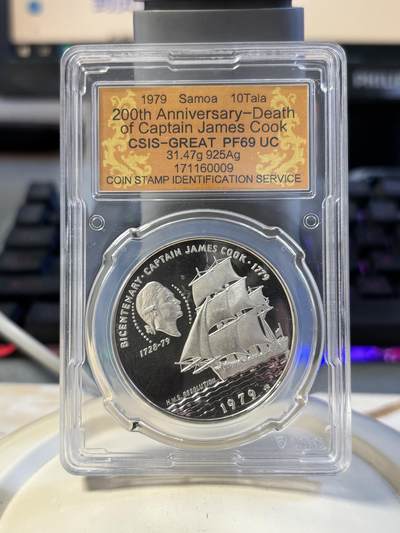 1979 Samoa 10Tala
200th Anniversary-Death
of Captain James Cook
CSIS-GREAT PF69 UC
31.47g 925Ag
171160009
COIN STAMP IDENTIFICATION SERVICE
BICENTENARY · CAPTAIN JAMES COOK · 1779
1728-79
H.M.S. RESOLUTION
1979